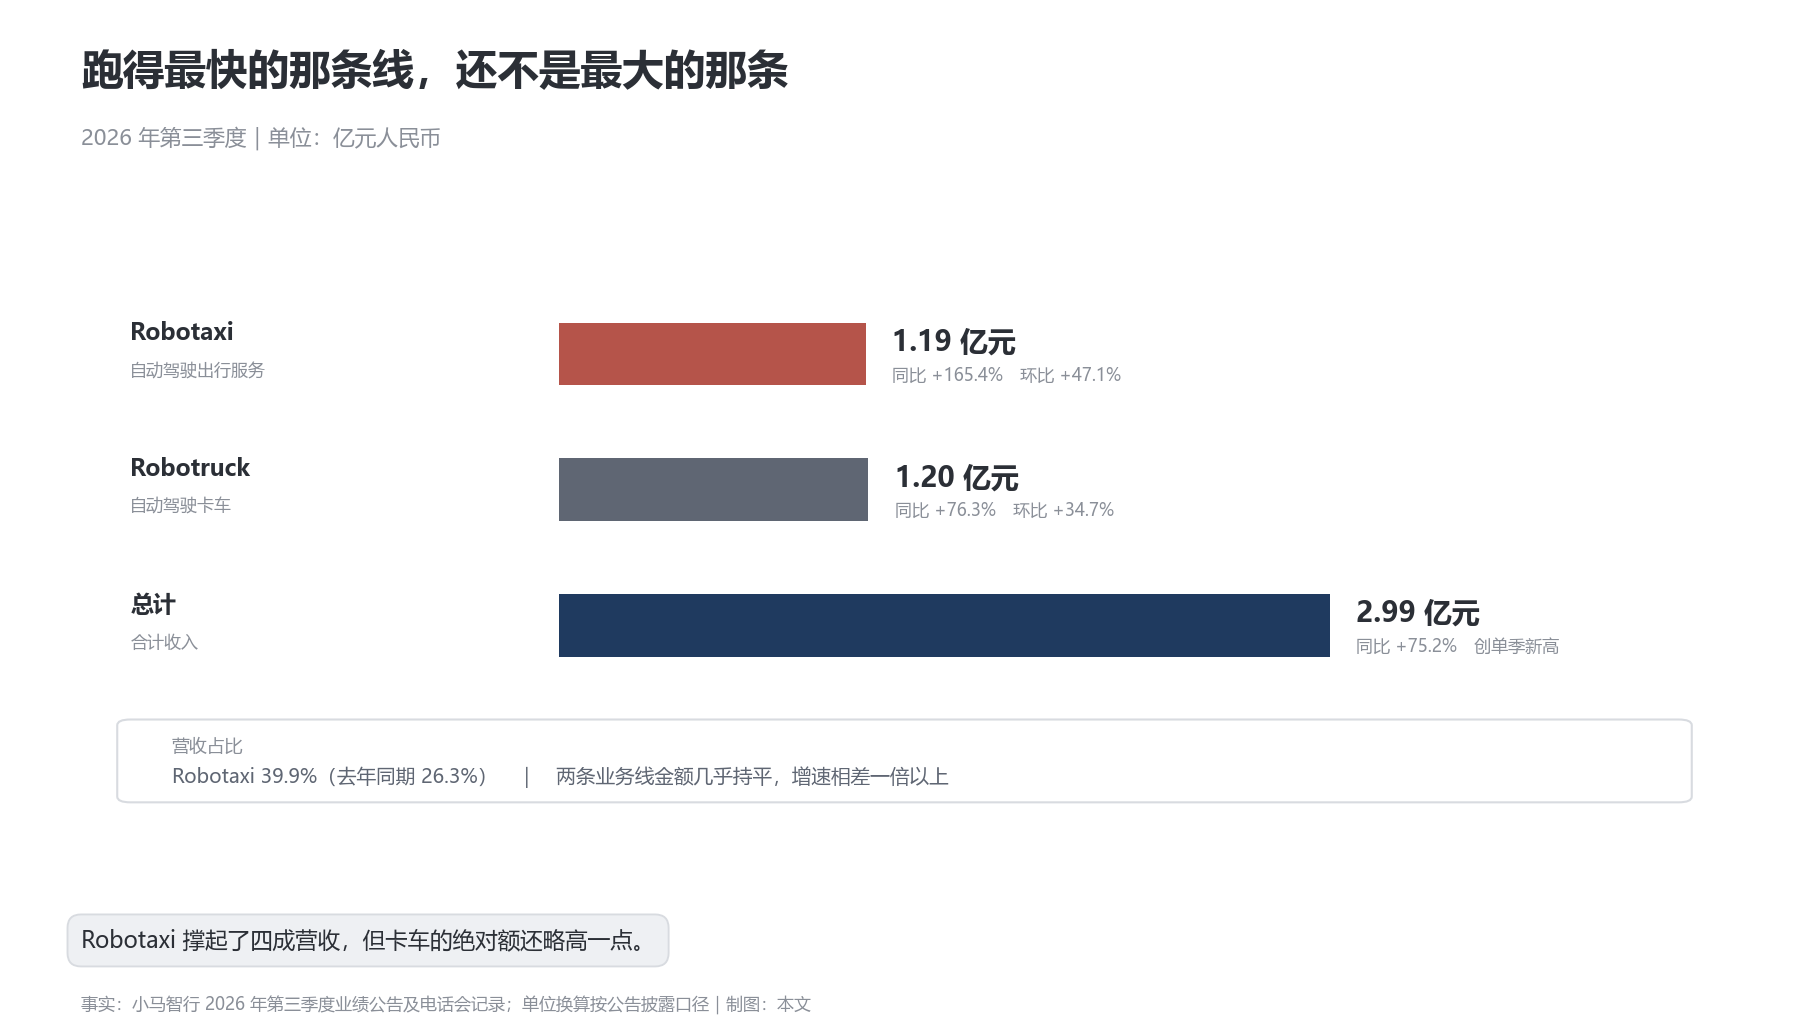 跑得最快的那条线，还不是最大的那条
2026 年第三季度 | 单位：亿元人民币
Robotaxi
自动驾驶出行服务
1.19 亿元
同比 +165.4% 环比 +47.1%
Robotruck
自动驾驶卡车
1.20 亿元
同比 +76.3% 环比 +34.7%
总计
合计收入
2.99 亿元
同比 +75.2% 创单季新高
营收占比
Robotaxi 39.9%（去年同期 26.3%） | 两条业务线金额几乎持平，增速相差一倍以上
Robotaxi 撑起了四成营收，但卡车的绝对额还略高一点。
事实：小马智行 2026 年第三季度业绩公告及电话会记录；单位换算按公告披露口径 | 制图：本文